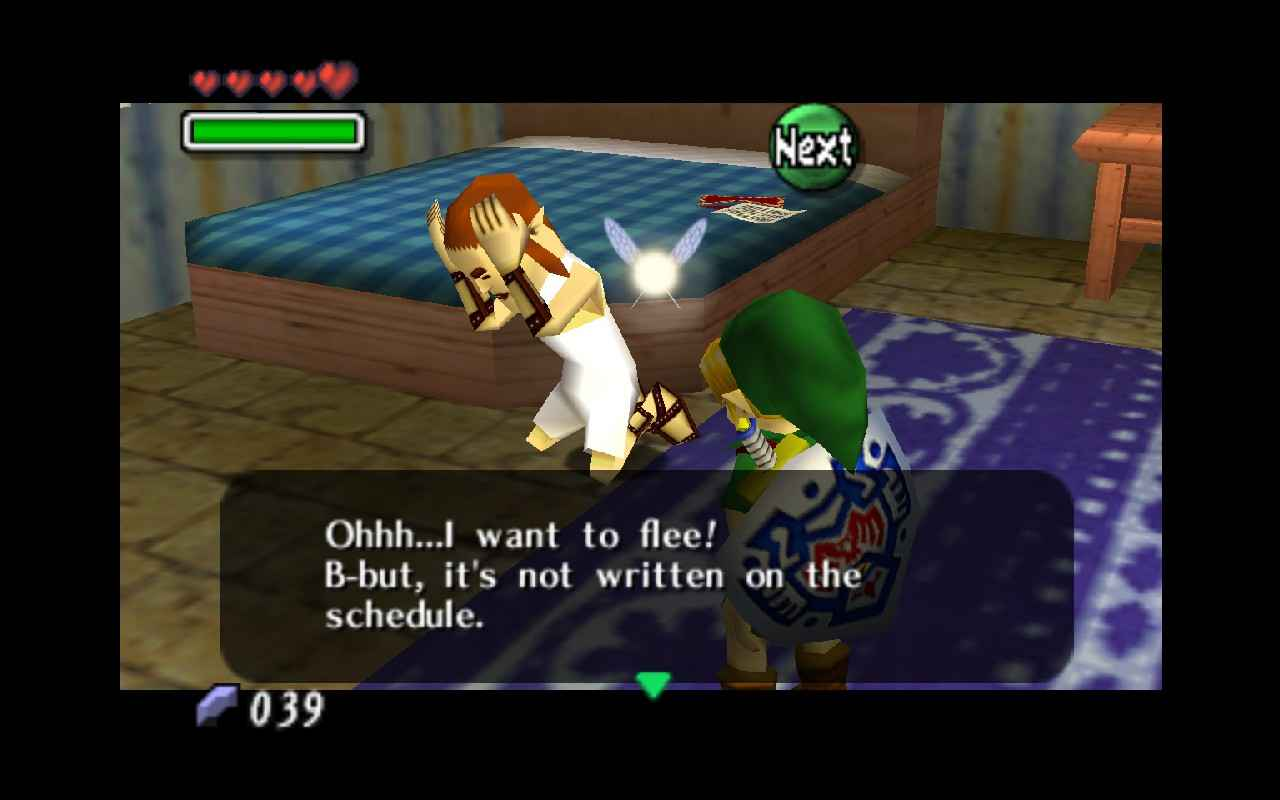 Next
Ohhh...I want to flee!
B-but, it's not written on the
schedule.
039